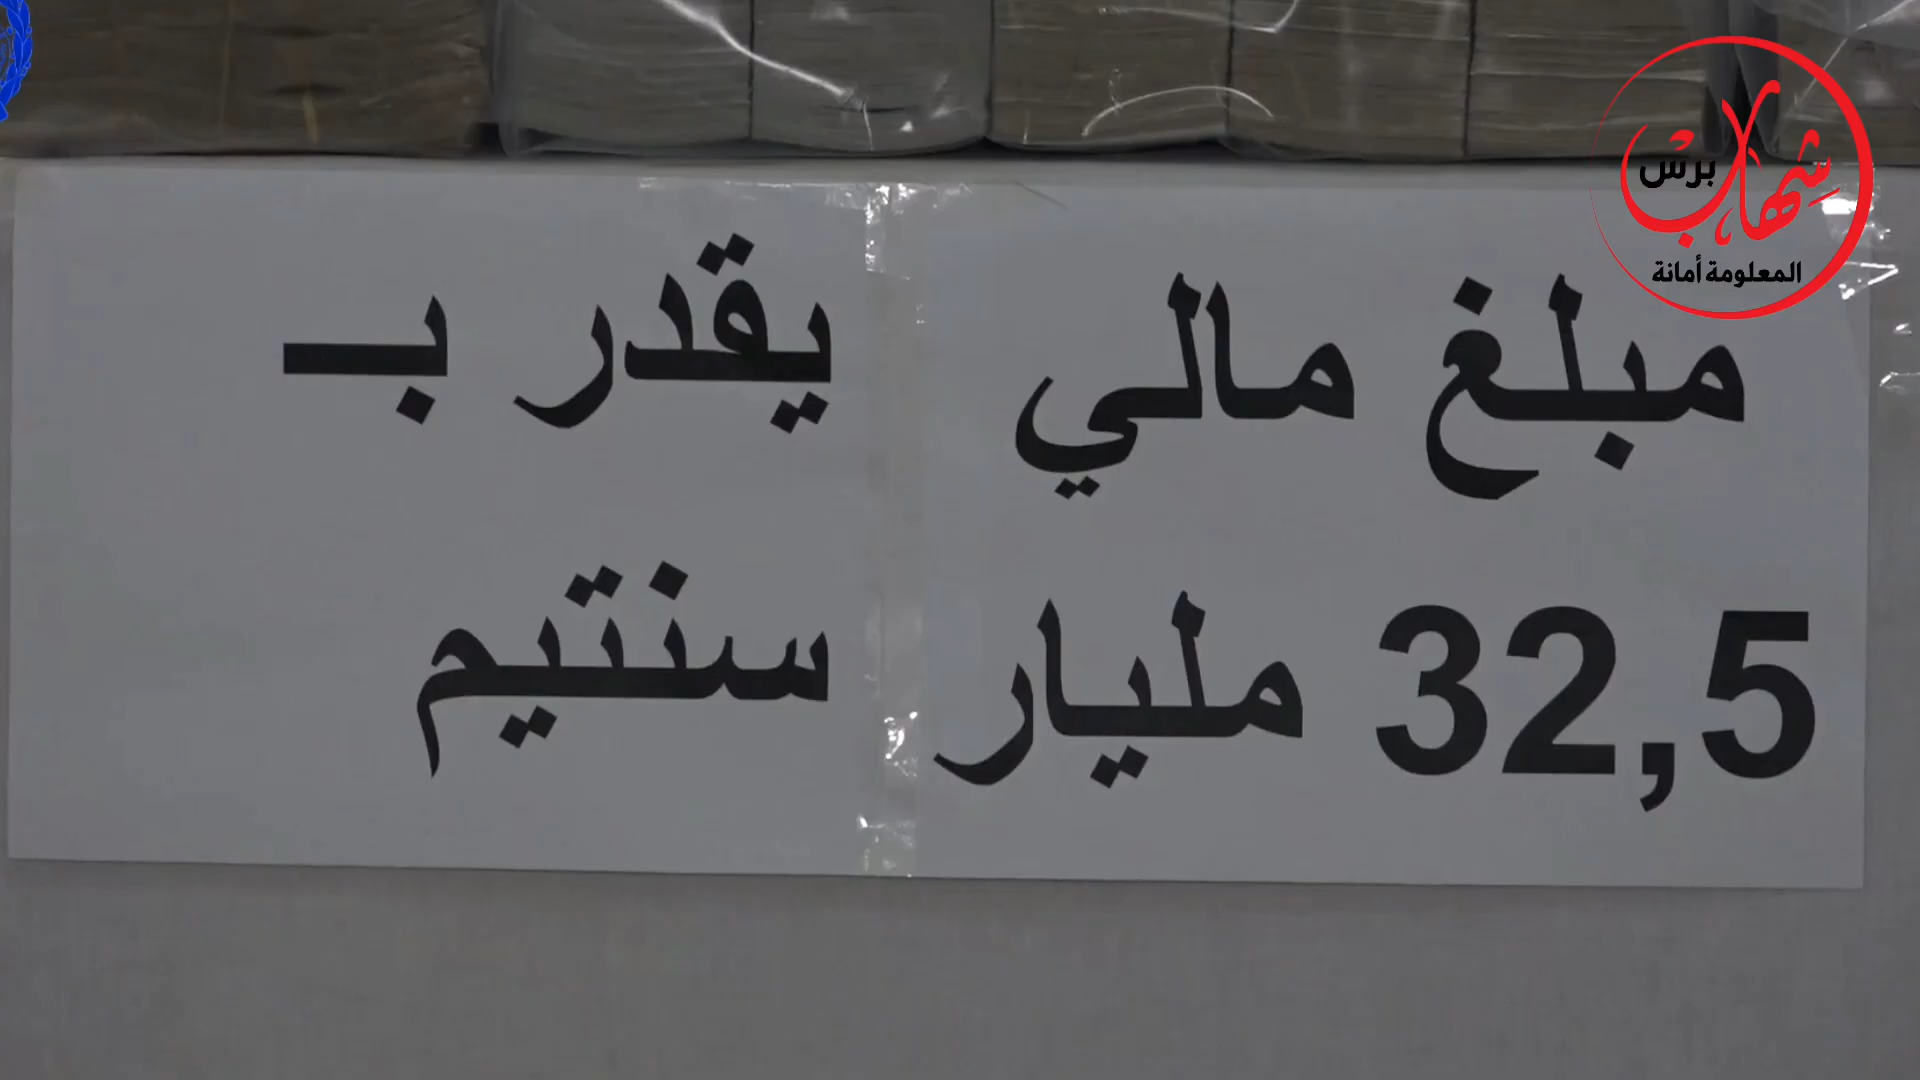 شهاب برس
المعلومة أمانة
مبلغ مالي يقدر بـ
32,5 مليار سنتيم